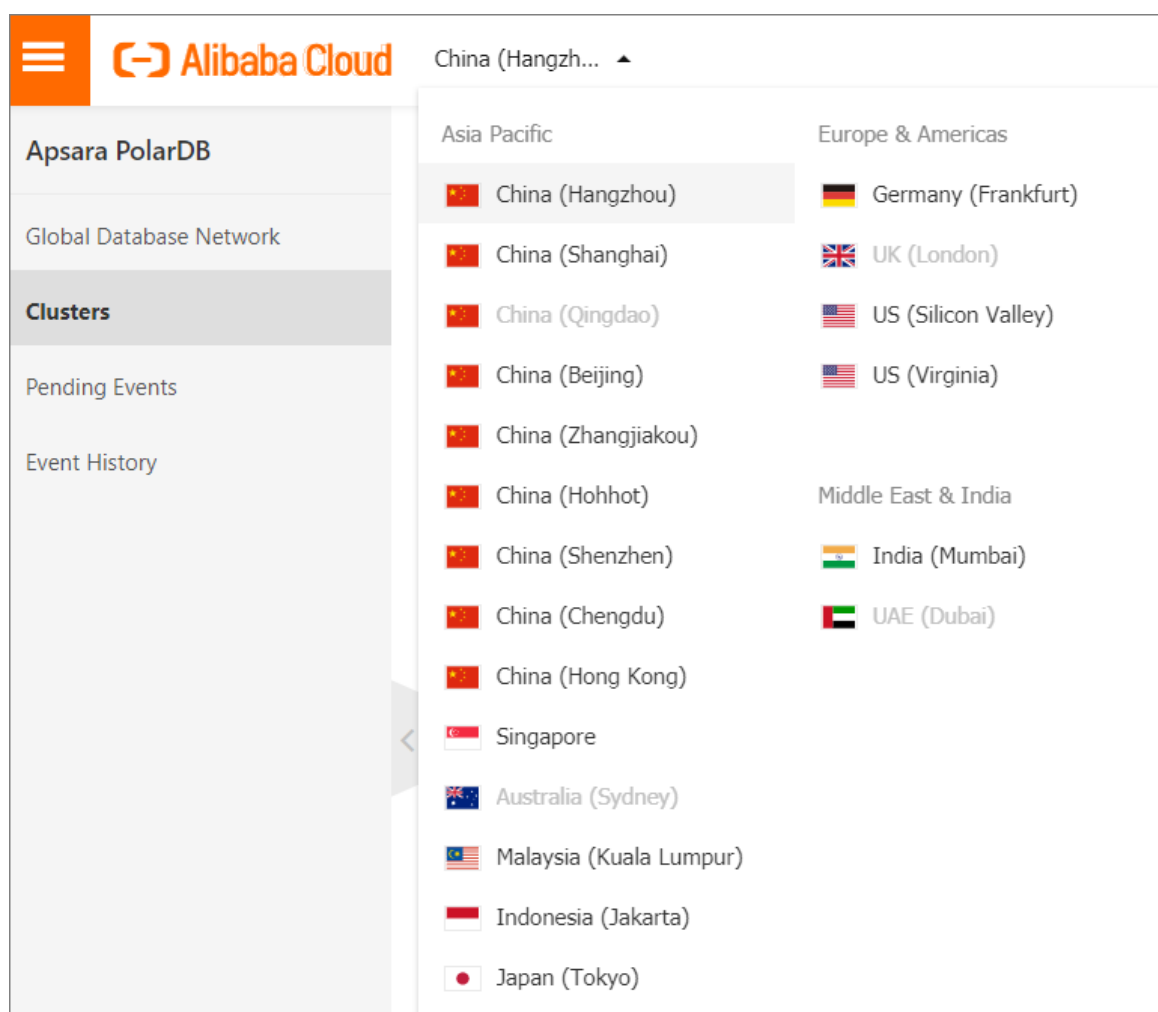 Alibaba Cloud
China (Hangzh...
Apsara PolarDB
Global Database Network
Clusters
Pending Events
Event History
Asia Pacific
China (Hangzhou)
China (Shanghai)
China (Qingdao)
China (Beijing)
China (Zhangjiakou)
China (Hohhot)
China (Shenzhen)
China (Chengdu)
China (Hong Kong)
Singapore
Australia (Sydney)
Malaysia (Kuala Lumpur)
Indonesia (Jakarta)
Japan (Tokyo)
Europe & Americas
Germany (Frankfurt)
UK (London)
US (Silicon Valley)
US (Virginia)
Middle East & India
India (Mumbai)
UAE (Dubai)